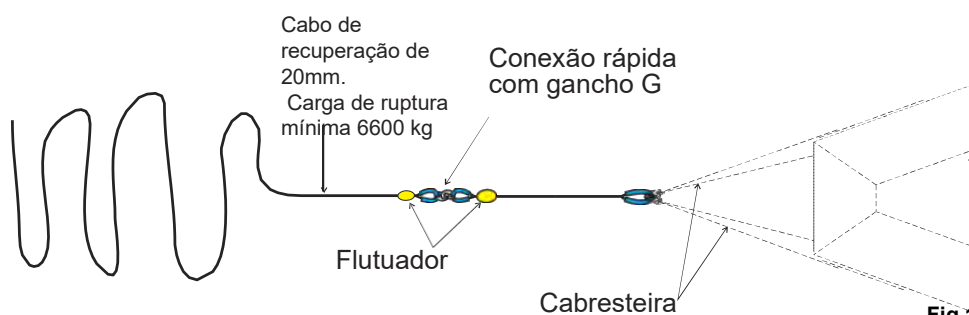 Cabo de
recuperação de
20mm.
Carga de ruptura
mínima 6600 kg
Conexão rápida
com gancho G
Flutuador
Cabresteira